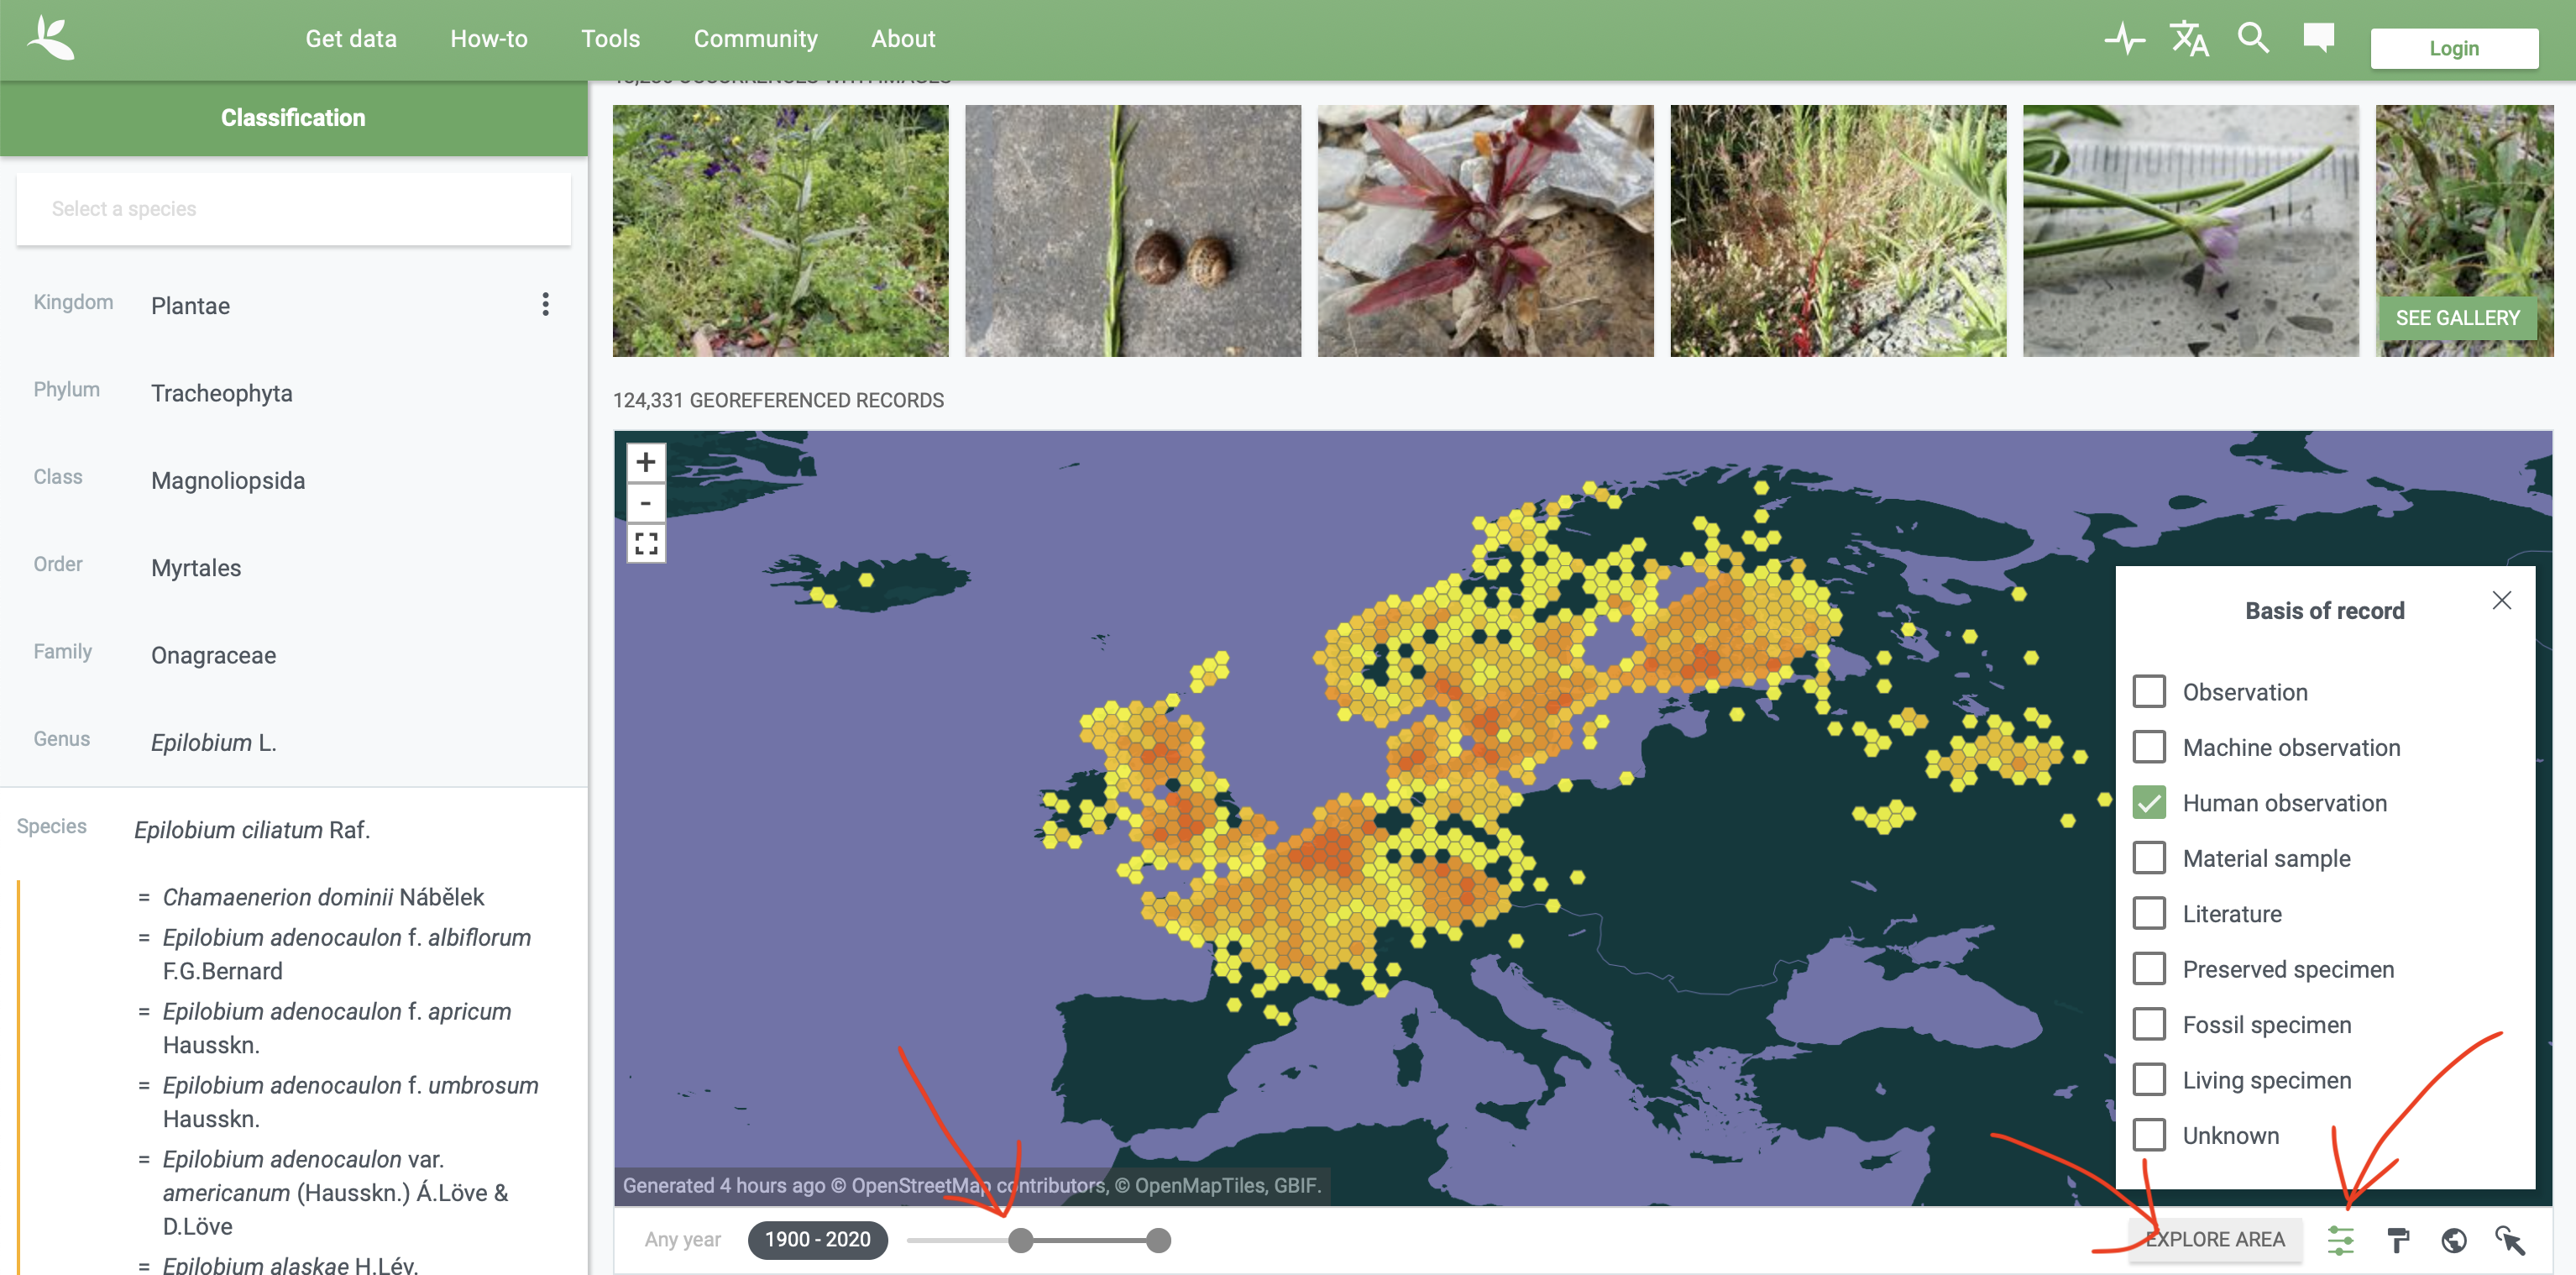 Get data
How-to
Tools
Community
About
Login
Classification
Select a species
Kingdom
Plantae
Phylum
Tracheophyta
Class
Magnoliopsida
Order
Myrtales
Family
Onagraceae
Genus
Epilobium L.
Species
Epilobium ciliatum Raf.
= Chamaenerion dominii Nábělek
= Epilobium adenocaulon f. albiflorum
F.G.Bernard
= Epilobium adenocaulon f. apricum
Hausskn.
= Epilobium adenocaulon f. umbrosum
Hausskn.
= Epilobium adenocaulon var.
americanum (Hausskn.) Á.Löve &
D.Löve
= Epilobium alaskae H.Lév.
OCCURRENCES WITH IMAGES
SEE GALLERY
124,331 GEOREFERENCED RECORDS
+
-
Basis of record
Observation
Machine observation
Human observation
Material sample
Literature
Preserved specimen
Fossil specimen
Living specimen
Unknown
Generated 4 hours ago © OpenStreetMap contributors, © OpenMapTiles, GBIF.
Any year
1900 - 2020
EXPLORE AREA